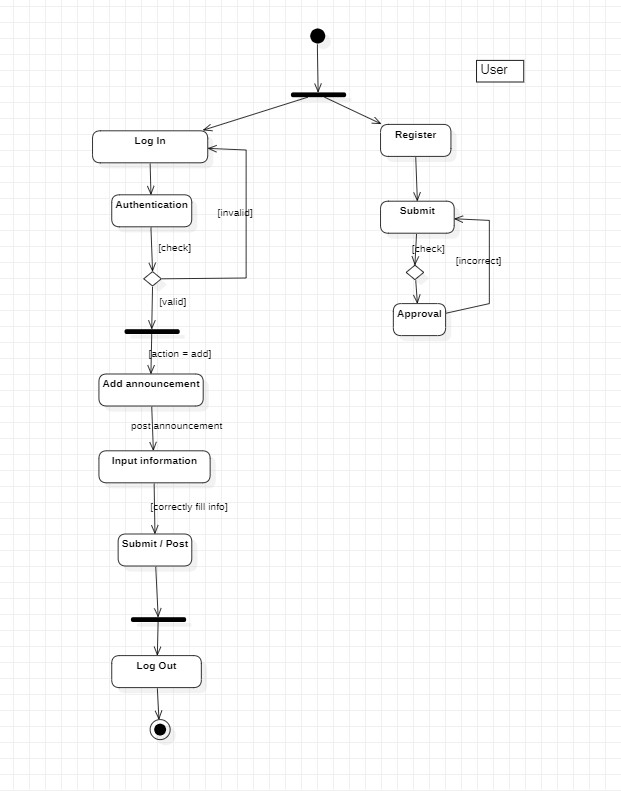 User
Log In
Register
Authentication
Submit
[invalid]
[check]
[check]
[incorrect]
[valid]
Approval
[action = add]
Add announcement
post announcement
Input information
[correctly fill info]
Submit / Post
Log Out